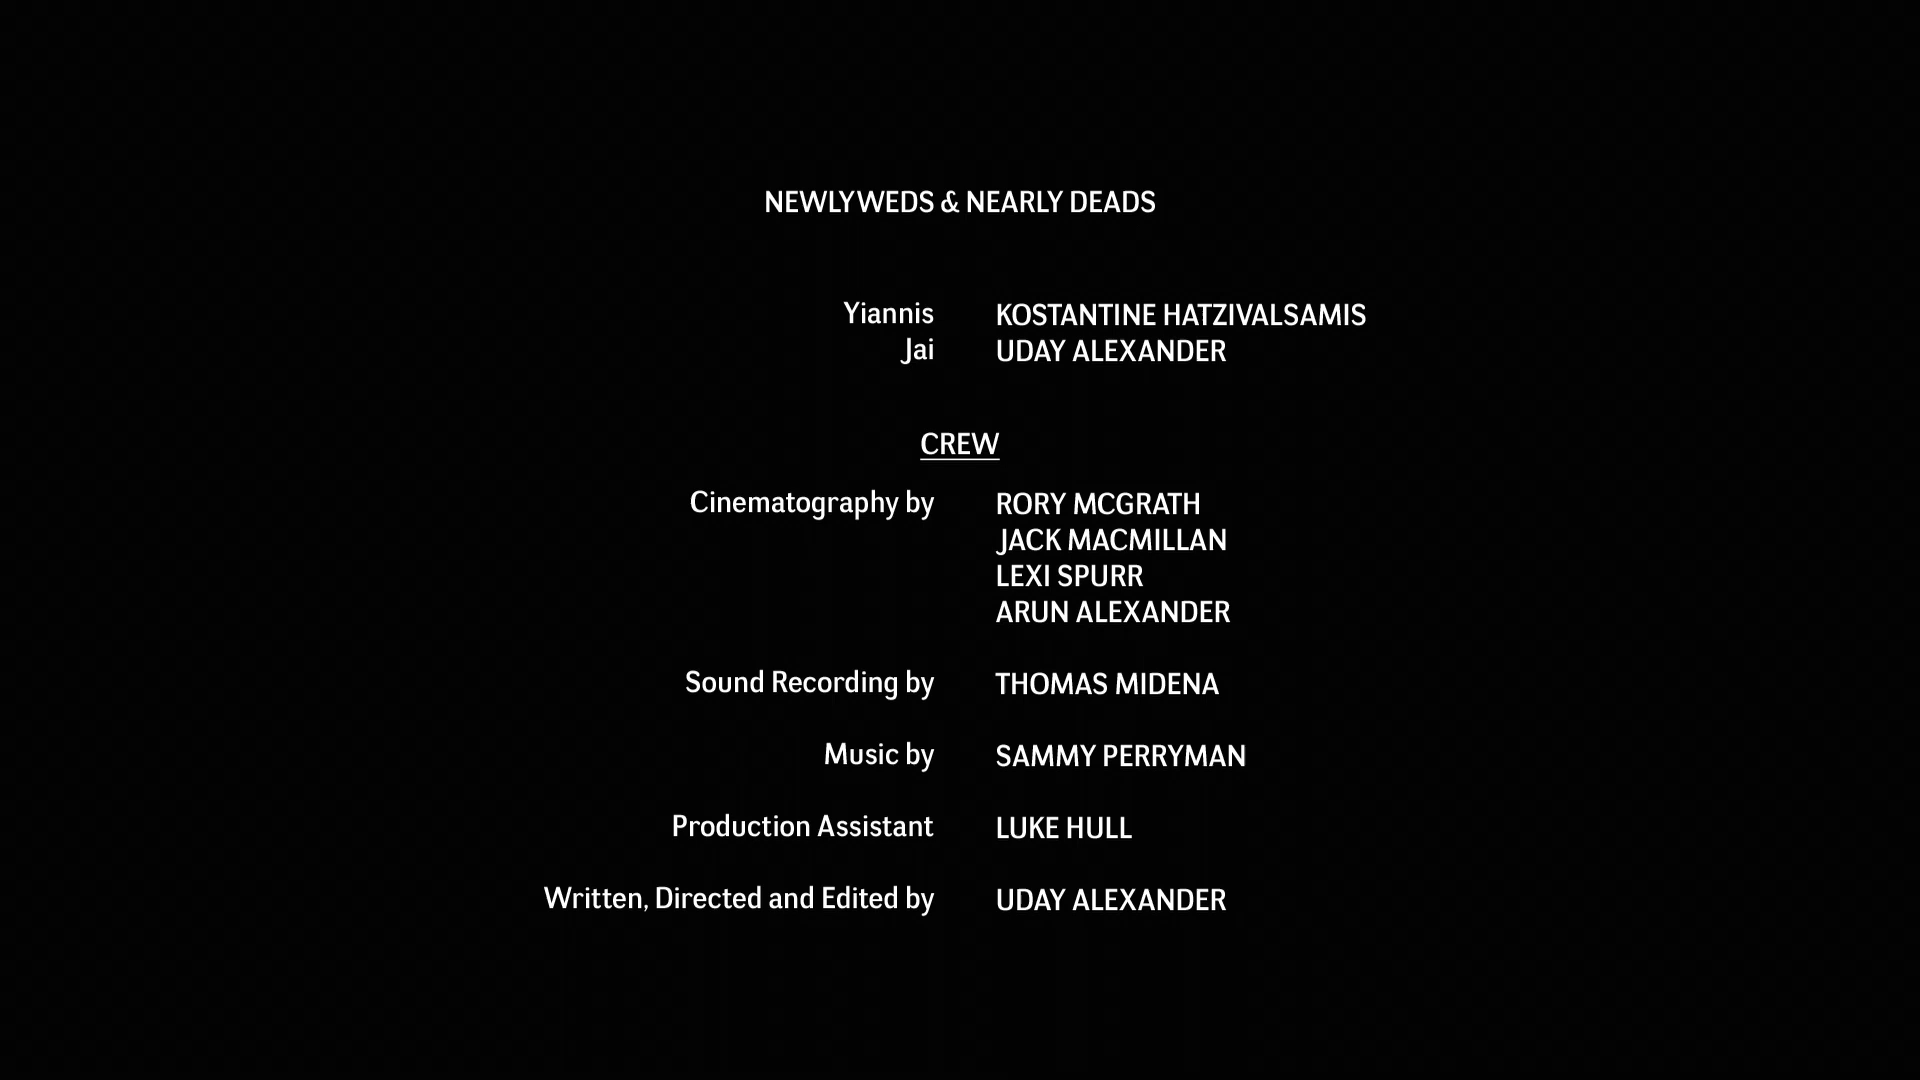 NEWLYWEDS & NEARLY DEADS
Yiannis KOSTANTINE HATZIVALSAMIS
Jai UDAY ALEXANDER
CREW
Cinematography by RORY MCGRATH
JACK MACMILLAN
LEXI SPURR
ARUN ALEXANDER
Sound Recording by THOMAS MIDENA
Music by SAMMY PERRYMAN
Production Assistant LUKE HULL
Written, Directed and Edited by UDAY ALEXANDER